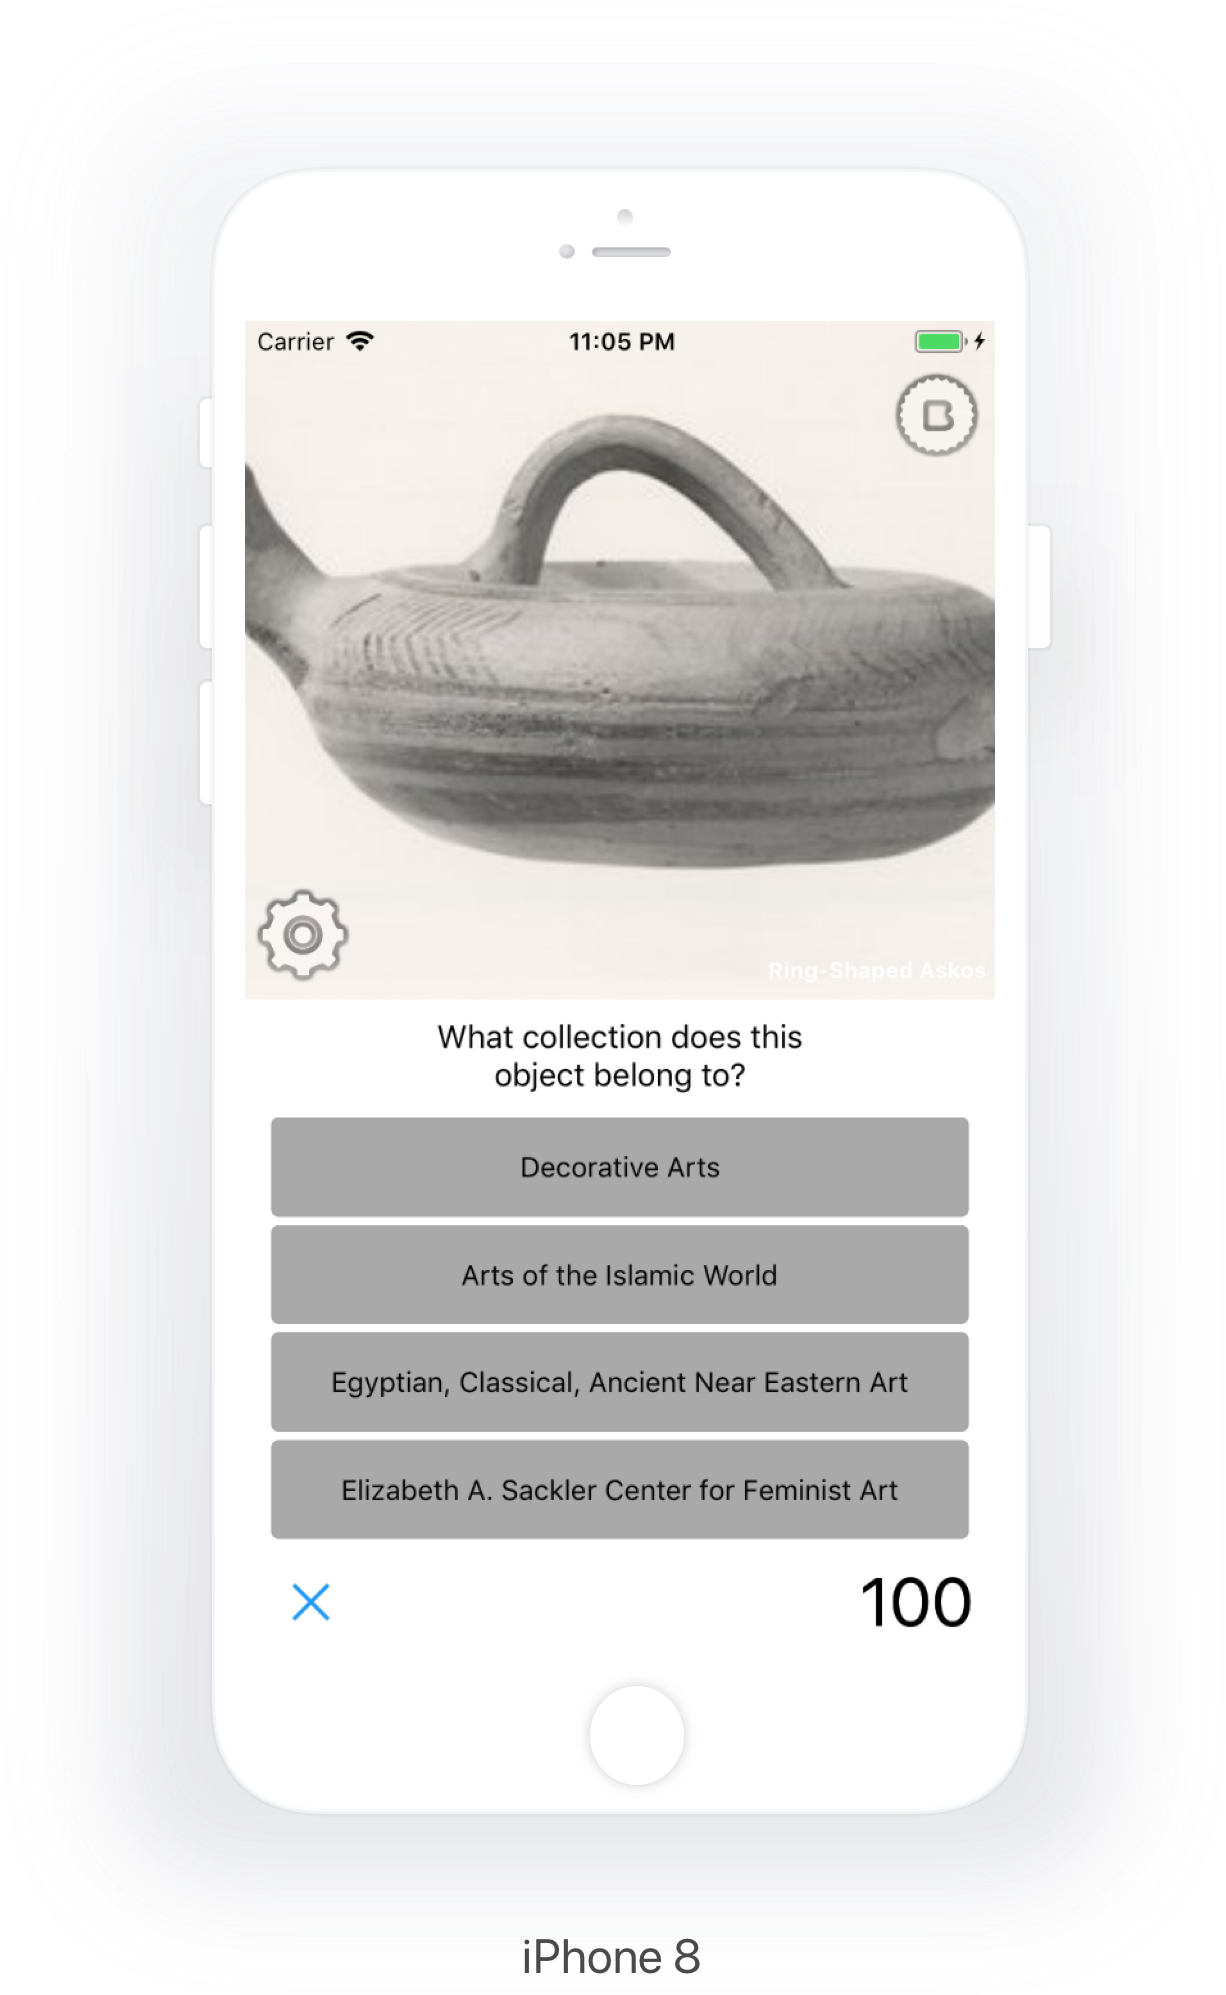 Carrier 11:05 PM
B
Ring-Shaped Askos
What collection does this
object belong to?
Decorative Arts
Arts of the Islamic World
Egyptian, Classical, Ancient Near Eastern Art
Elizabeth A. Sackler Center for Feminist Art
100
iPhone 8